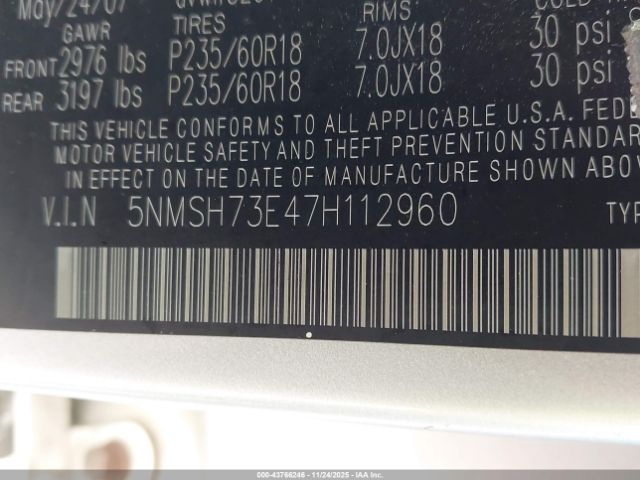 May/24/07
GAWR TIRES RIMS COLD
FRONT 2976 lbs P235/60R18 7.0JX18 30 psi
REAR 3197 lbs P235/60R18 7.0JX18 30 psi
THIS VEHICLE CONFORMS TO ALL APPLICABLE U.S.A. FEDE
MOTOR VEHICLE SAFETY AND THEFT PREVENTION STANDAR
IN EFFECT ON THE DATE OF MANUFACTURE SHOWN ABOV
V.I.N 5NMSH73E47H112960 TYP
000-43766246 - 11/24/2025 - IAA Inc.